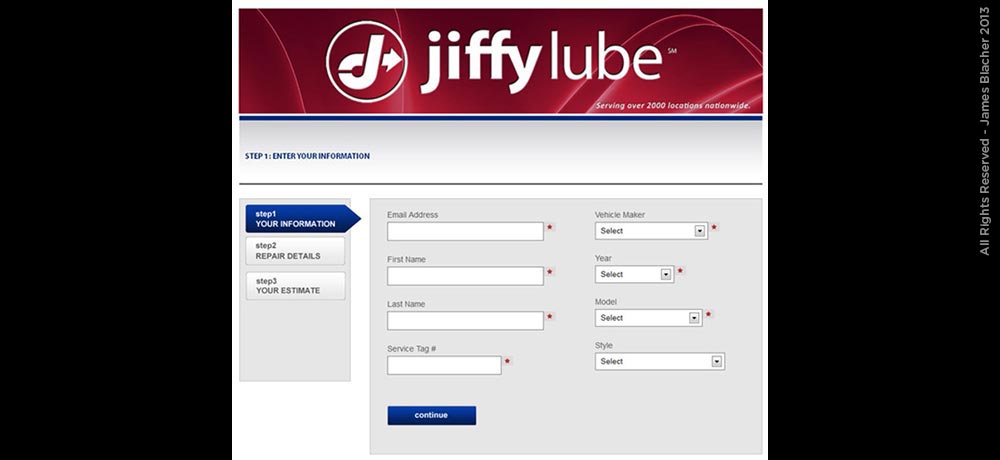 jiffy lube SM
Serving over 2000 locations nationwide.
STEP 1: ENTER YOUR INFORMATION
step1
YOUR INFORMATION
step2
REPAIR DETAILS
step3
YOUR ESTIMATE
Email Address
*
First Name
*
Last Name
*
Service Tag #
*
Vehicle Maker
Select *
Year
Select *
Model
Select *
Style
Select
continue
All Rights Reserved - James Blacher 2013